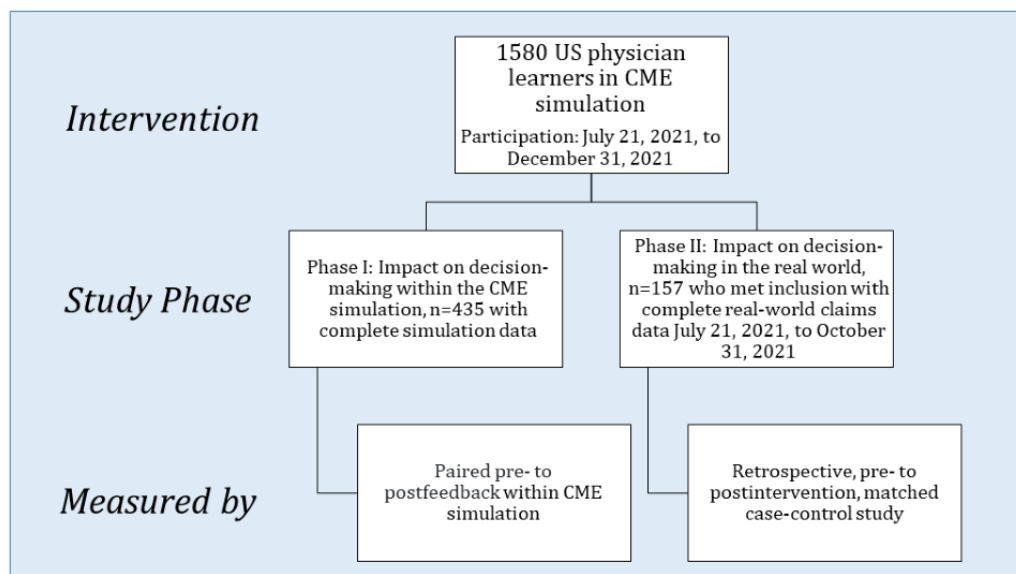 Intervention
1580 US physician
learners in CME
simulation
Participation: July 21, 2021, to
December 31, 2021
Study Phase
Phase I: Impact on decision-
making within the CME
simulation, n=435 with
complete simulation data
Phase II: Impact on decision-
making in the real world,
n=157 who met inclusion with
complete real-world claims
data July 21, 2021, to October
31, 2021
Measured by
Paired pre- to
postfeedback within CME
simulation
Retrospective, pre- to
postintervention, matched
case-control study